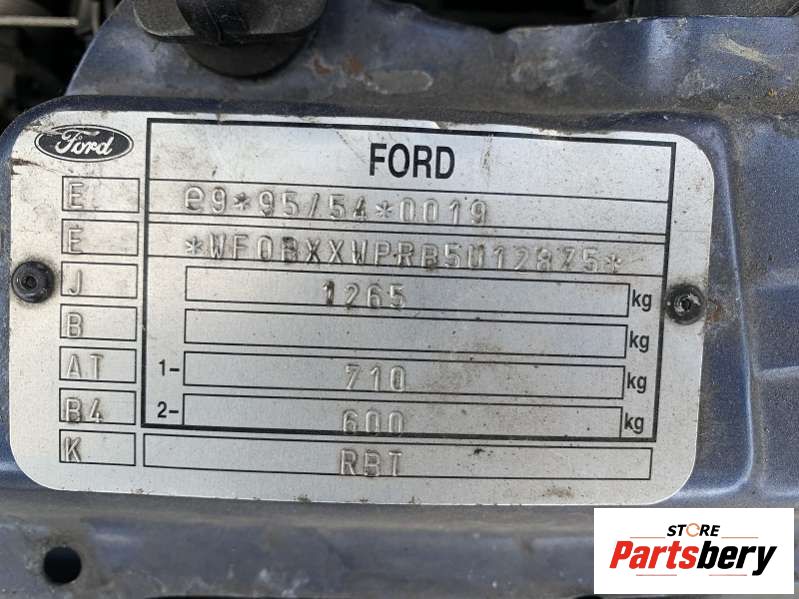 Ford
FORD
E e9*95/54*0019
E *WF0BXXWPRB5U12875*
J 1265 kg
B kg
AT 1- 710 kg
B4 2- 600 kg
K RBT
STORE
Partsbery